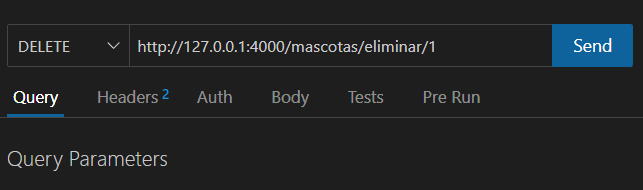 DELETE http://127.0.0.1:4000/mascotas/eliminar/1 Send
Query Headers 2 Auth Body Tests Pre Run
Query Parameters